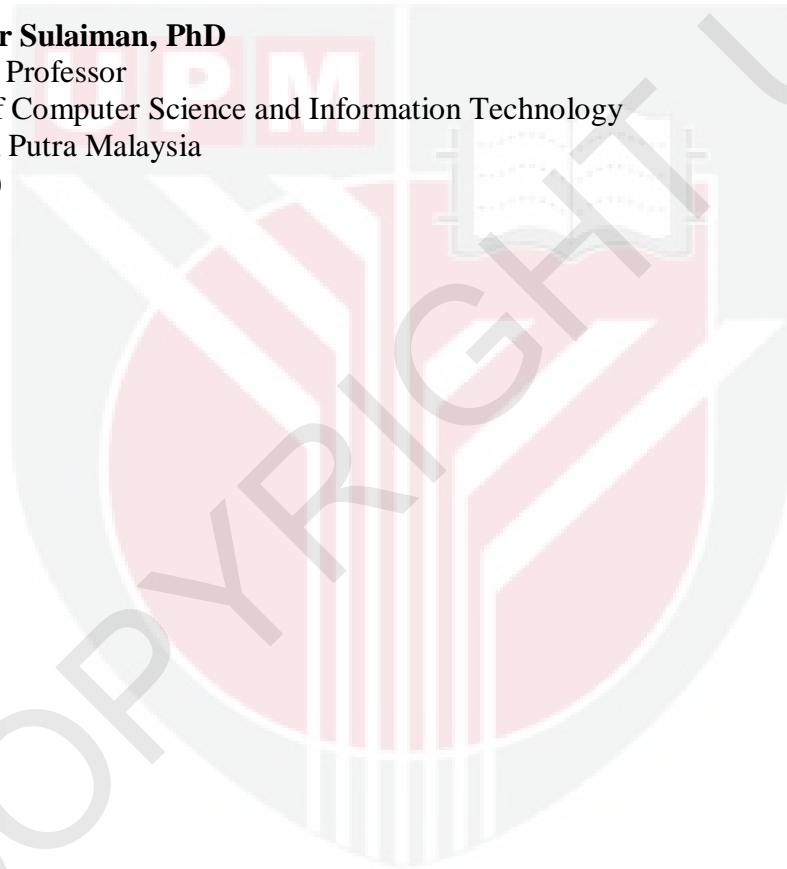 r Sulaiman, PhD
Professor
f Computer Science and Information Technology
Putra Malaysia
)
UPM
COPYRIGHT U